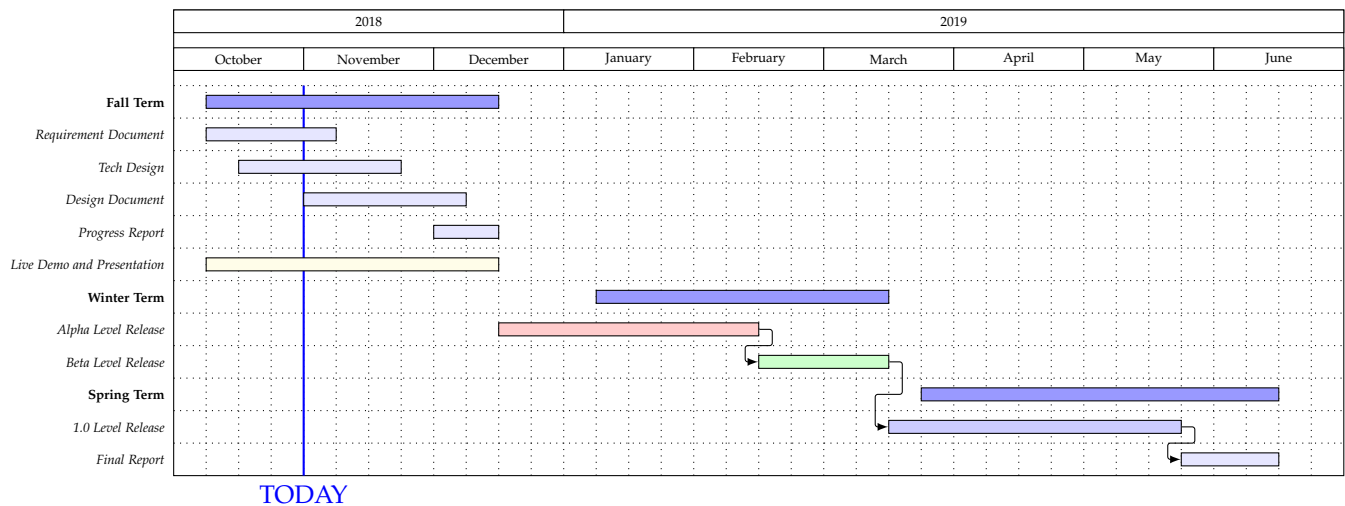 2018 2019
October November December January February March April May June
Fall Term
Requirement Document
Tech Design
Design Document
Progress Report
Live Demo and Presentation
Winter Term
Alpha Level Release
Beta Level Release
Spring Term
1.0 Level Release
Final Report
TODAY